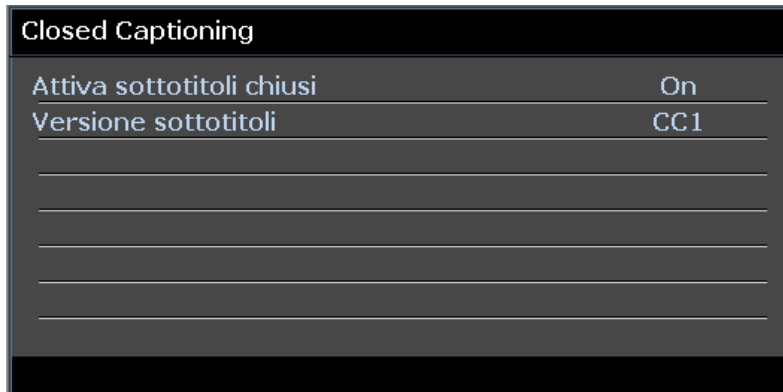 Closed Captioning
Attiva sottotitoli chiusi On
Versione sottotitoli CC1